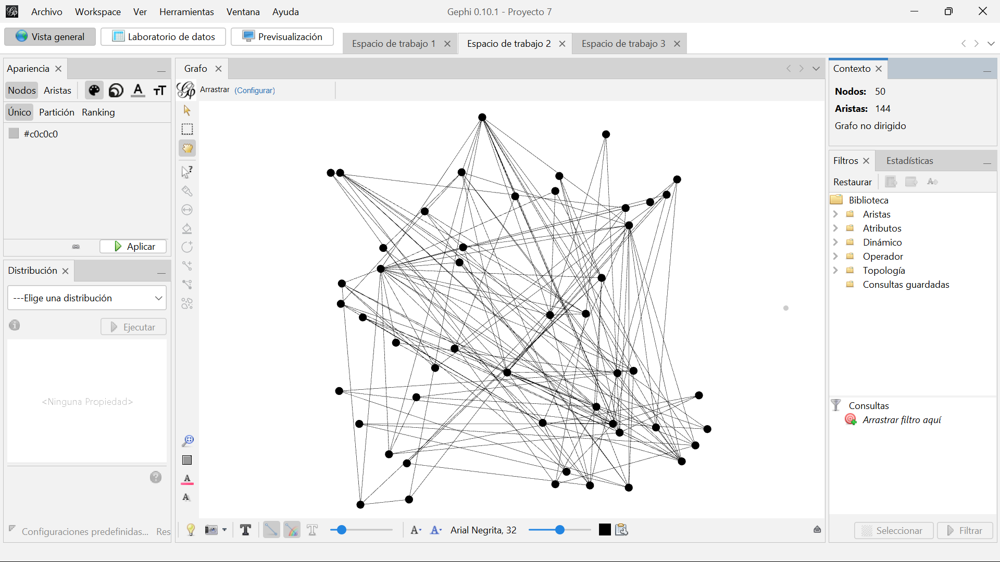 Archivo Workspace Ver Herramientas Ventana Ayuda
Gephi 0.10.1 - Proyecto 7
Vista general Laboratorio de datos Previsualización
Espacio de trabajo 1 Espacio de trabajo 2 Espacio de trabajo 3
Apariencia
Nodos Aristas
Único Partición Ranking
#c0c0c0
Aplicar
Distribución
---Elige una distribución
Ejecutar
<Ninguna Propiedad>
Configuraciones predefinidas... Res
Grafo
Arrastrar (Configurar)
Arial Negrita, 32
Contexto
Nodos: 50
Aristas: 144
Grafo no dirigido
Filtros Estadísticas
Restaurar
Biblioteca
Aristas
Atributos
Dinámico
Operador
Topología
Consultas guardadas
Consultas
Arrastrar filtro aquí
Seleccionar Filtrar